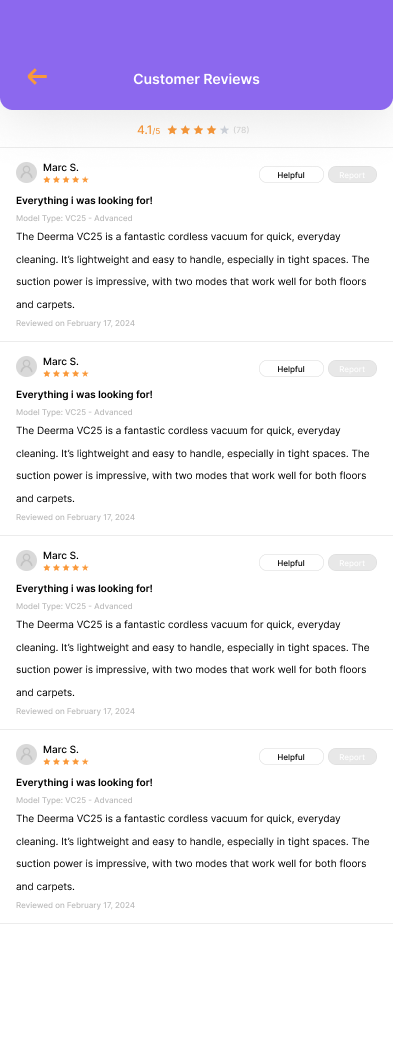 Customer Reviews
4.1/5 (78)
Marc S.
Helpful Report
Everything i was looking for!
Model Type: VC25 - Advanced
The Deerma VC25 is a fantastic cordless vacuum for quick, everyday
cleaning. It’s lightweight and easy to handle, especially in tight spaces. The
suction power is impressive, with two modes that work well for both floors
and carpets.
Reviewed on February 17, 2024
Marc S.
Helpful Report
Everything i was looking for!
Model Type: VC25 - Advanced
The Deerma VC25 is a fantastic cordless vacuum for quick, everyday
cleaning. It’s lightweight and easy to handle, especially in tight spaces. The
suction power is impressive, with two modes that work well for both floors
and carpets.
Reviewed on February 17, 2024
Marc S.
Helpful Report
Everything i was looking for!
Model Type: VC25 - Advanced
The Deerma VC25 is a fantastic cordless vacuum for quick, everyday
cleaning. It’s lightweight and easy to handle, especially in tight spaces. The
suction power is impressive, with two modes that work well for both floors
and carpets.
Reviewed on February 17, 2024
Marc S.
Helpful Report
Everything i was looking for!
Model Type: VC25 - Advanced
The Deerma VC25 is a fantastic cordless vacuum for quick, everyday
cleaning. It’s lightweight and easy to handle, especially in tight spaces. The
suction power is impressive, with two modes that work well for both floors
and carpets.
Reviewed on February 17, 2024